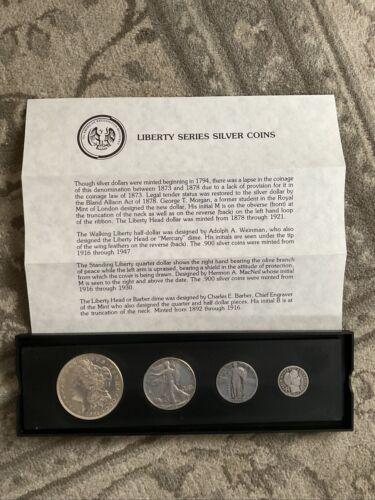 LIBERTY SERIES SILVER COINS
Though silver dollars were minted beginning in 1794, there was a lapse in the coinage
of this denomination between 1873 and 1878 due to a lack of provision for it in
the coinage law of 1873. Legal tender status was restored to the silver dollar by
the Bland Allison Act of 1878. George T. Morgan, a former student in the Royal
Mint of London designed the new dollar. His initial M is on the obverse (front) at
the truncation of the neck as well as on the reverse (back) on the left hand loop
of the ribbon. The Liberty Head dollar was minted from 1878 through 1921.
The Walking Liberty half-dollar was designed by Adolph A. Weinman, who also
designed the Liberty Head or "Mercury" dime. His initials are seen under the tip
of the wing feathers on the reverse (back). The .900 silver coins were minted from
1916 through 1947.
The Standing Liberty quarter dollar shows the right hand bearing the olive branch
of peace while the left arm is upraised, bearing a shield in the attitude of protection,
from which the cover is being drawn. Designed by Hermon A. MacNeil whose initial
M is seen to the right and above the date. The .900 silver coins were minted from
1916 through 1930.
The Liberty Head or Barber dime was designed by Charles E. Barber, Chief Engraver
of the Mint who also designed the quarter and half dollar pieces. His initial B is at
the truncation of the neck. Minted from 1892 through 1916.